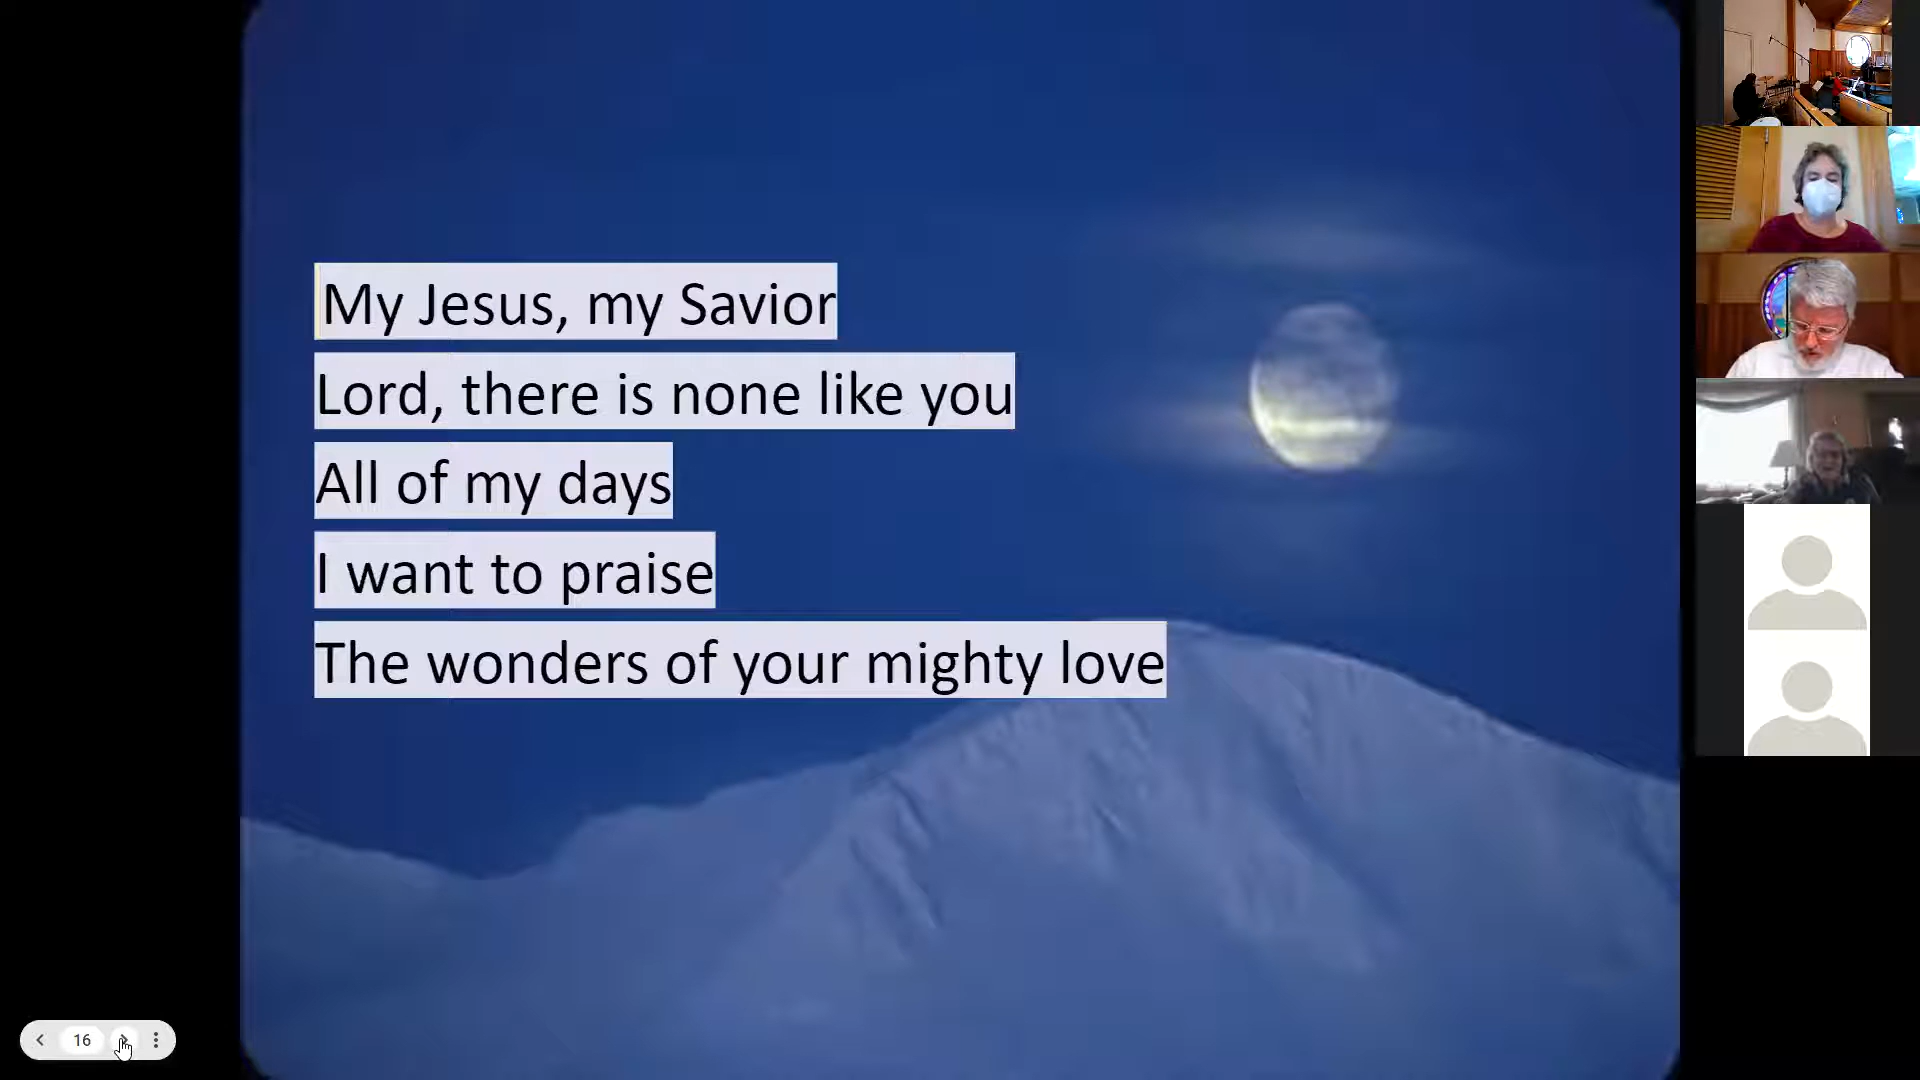 My Jesus, my Savior
Lord, there is none like you
All of my days
I want to praise
The wonders of your mighty love
16